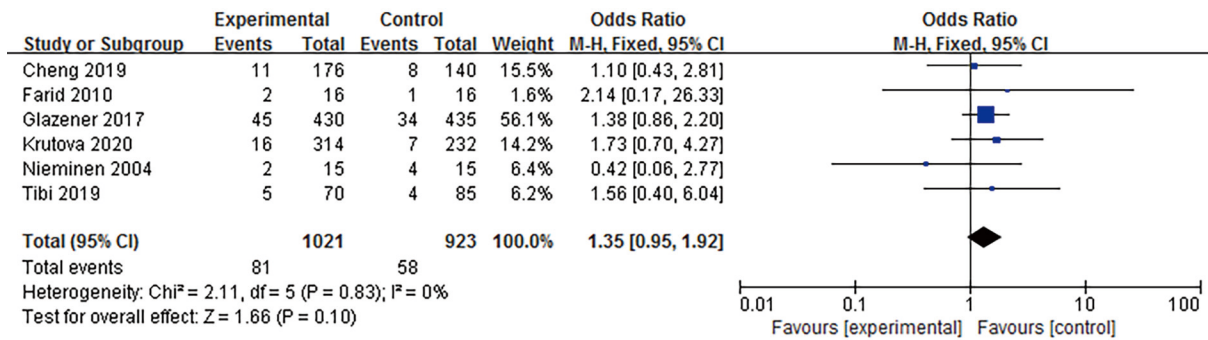 Experimental Control Odds Ratio Odds Ratio
Study or Subgroup Events Total Events Total Weight M-H, Fixed, 95% CI M-H, Fixed, 95% CI
Cheng 2019 11 176 8 140 15.5% 1.10 [0.43, 2.81]
Farid 2010 2 16 1 16 1.6% 2.14 [0.17, 26.33]
Glazener 2017 45 430 34 435 56.1% 1.38 [0.86, 2.20]
Krutova 2020 16 314 7 232 14.2% 1.73 [0.70, 4.27]
Nieminen 2004 2 15 4 15 6.4% 0.42 [0.06, 2.77]
Tibi 2019 5 70 4 85 6.2% 1.56 [0.40, 6.04]
Total (95% CI) 1021 923 100.0% 1.35 [0.95, 1.92]
Total events 81 58
Heterogeneity: Chi² = 2.11, df = 5 (P = 0.83); I² = 0%
Test for overall effect: Z = 1.66 (P = 0.10)
0.01 0.1 1 10 100
Favours [experimental] Favours [control]